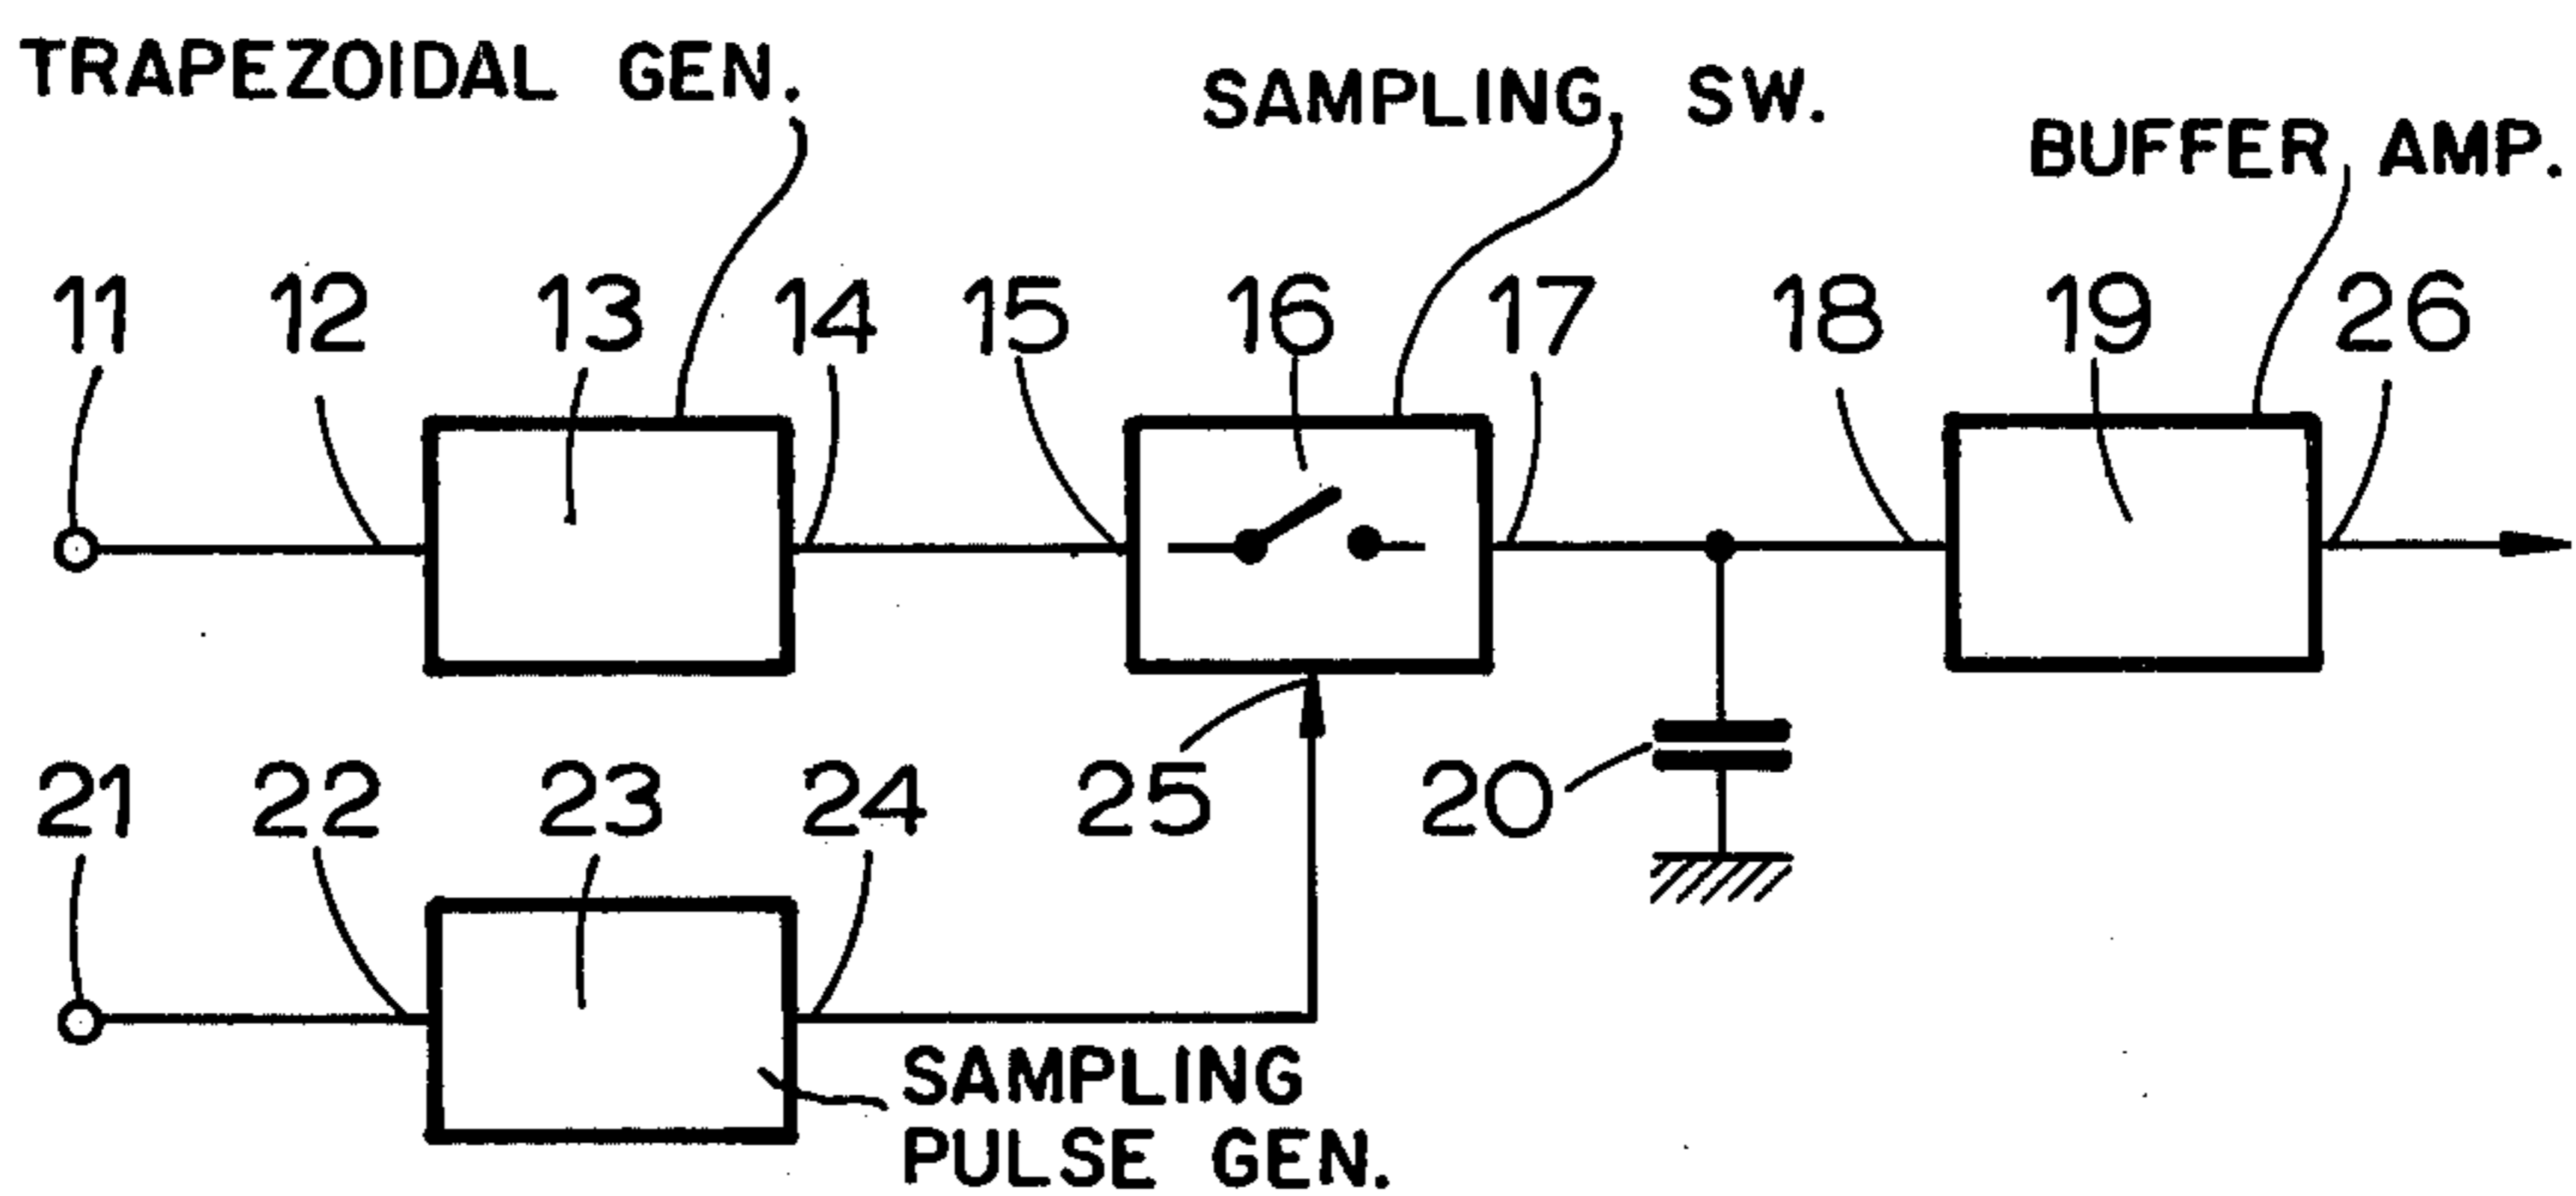 TRAPEZOIDAL GEN.
SAMPLING SW.
BUFFER AMP.
11 12 13 14 15 16 17 18 19 26
21 22 23 24 25 20
SAMPLING
PULSE GEN.